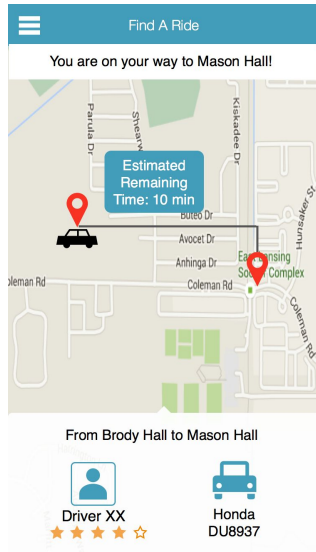 Find A Ride
You are on your way to Mason Hall!
Parula Dr
Kiskadee Dr
Estimated
Remaining
Time: 10 min
Hunsaker St
Buteo Dr
Avocet Dr
Anhinga Dr
Complex
Coleman Rd
Coleman Rd
From Brody Hall to Mason Hall
Driver XX
Honda
DU8937